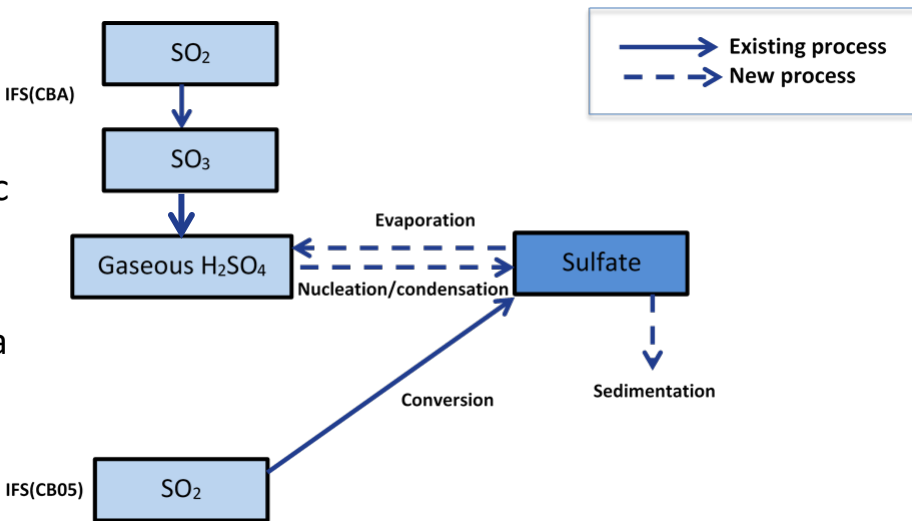 SO₂
Existing process
New process
IFS(CBA)
SO₃
c
Evaporation
Gaseous H₂SO₄
Sulfate
Nucleation/condensation
a
Sedimentation
Conversion
IFS(CB05)
SO₂